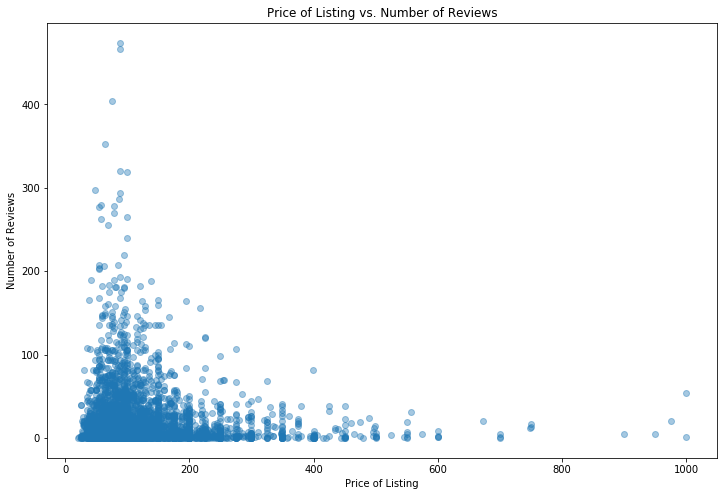 Price of Listing vs. Number of Reviews
400
300
200
100
0
Number of Reviews
0 200 400 600 800 1000
Price of Listing